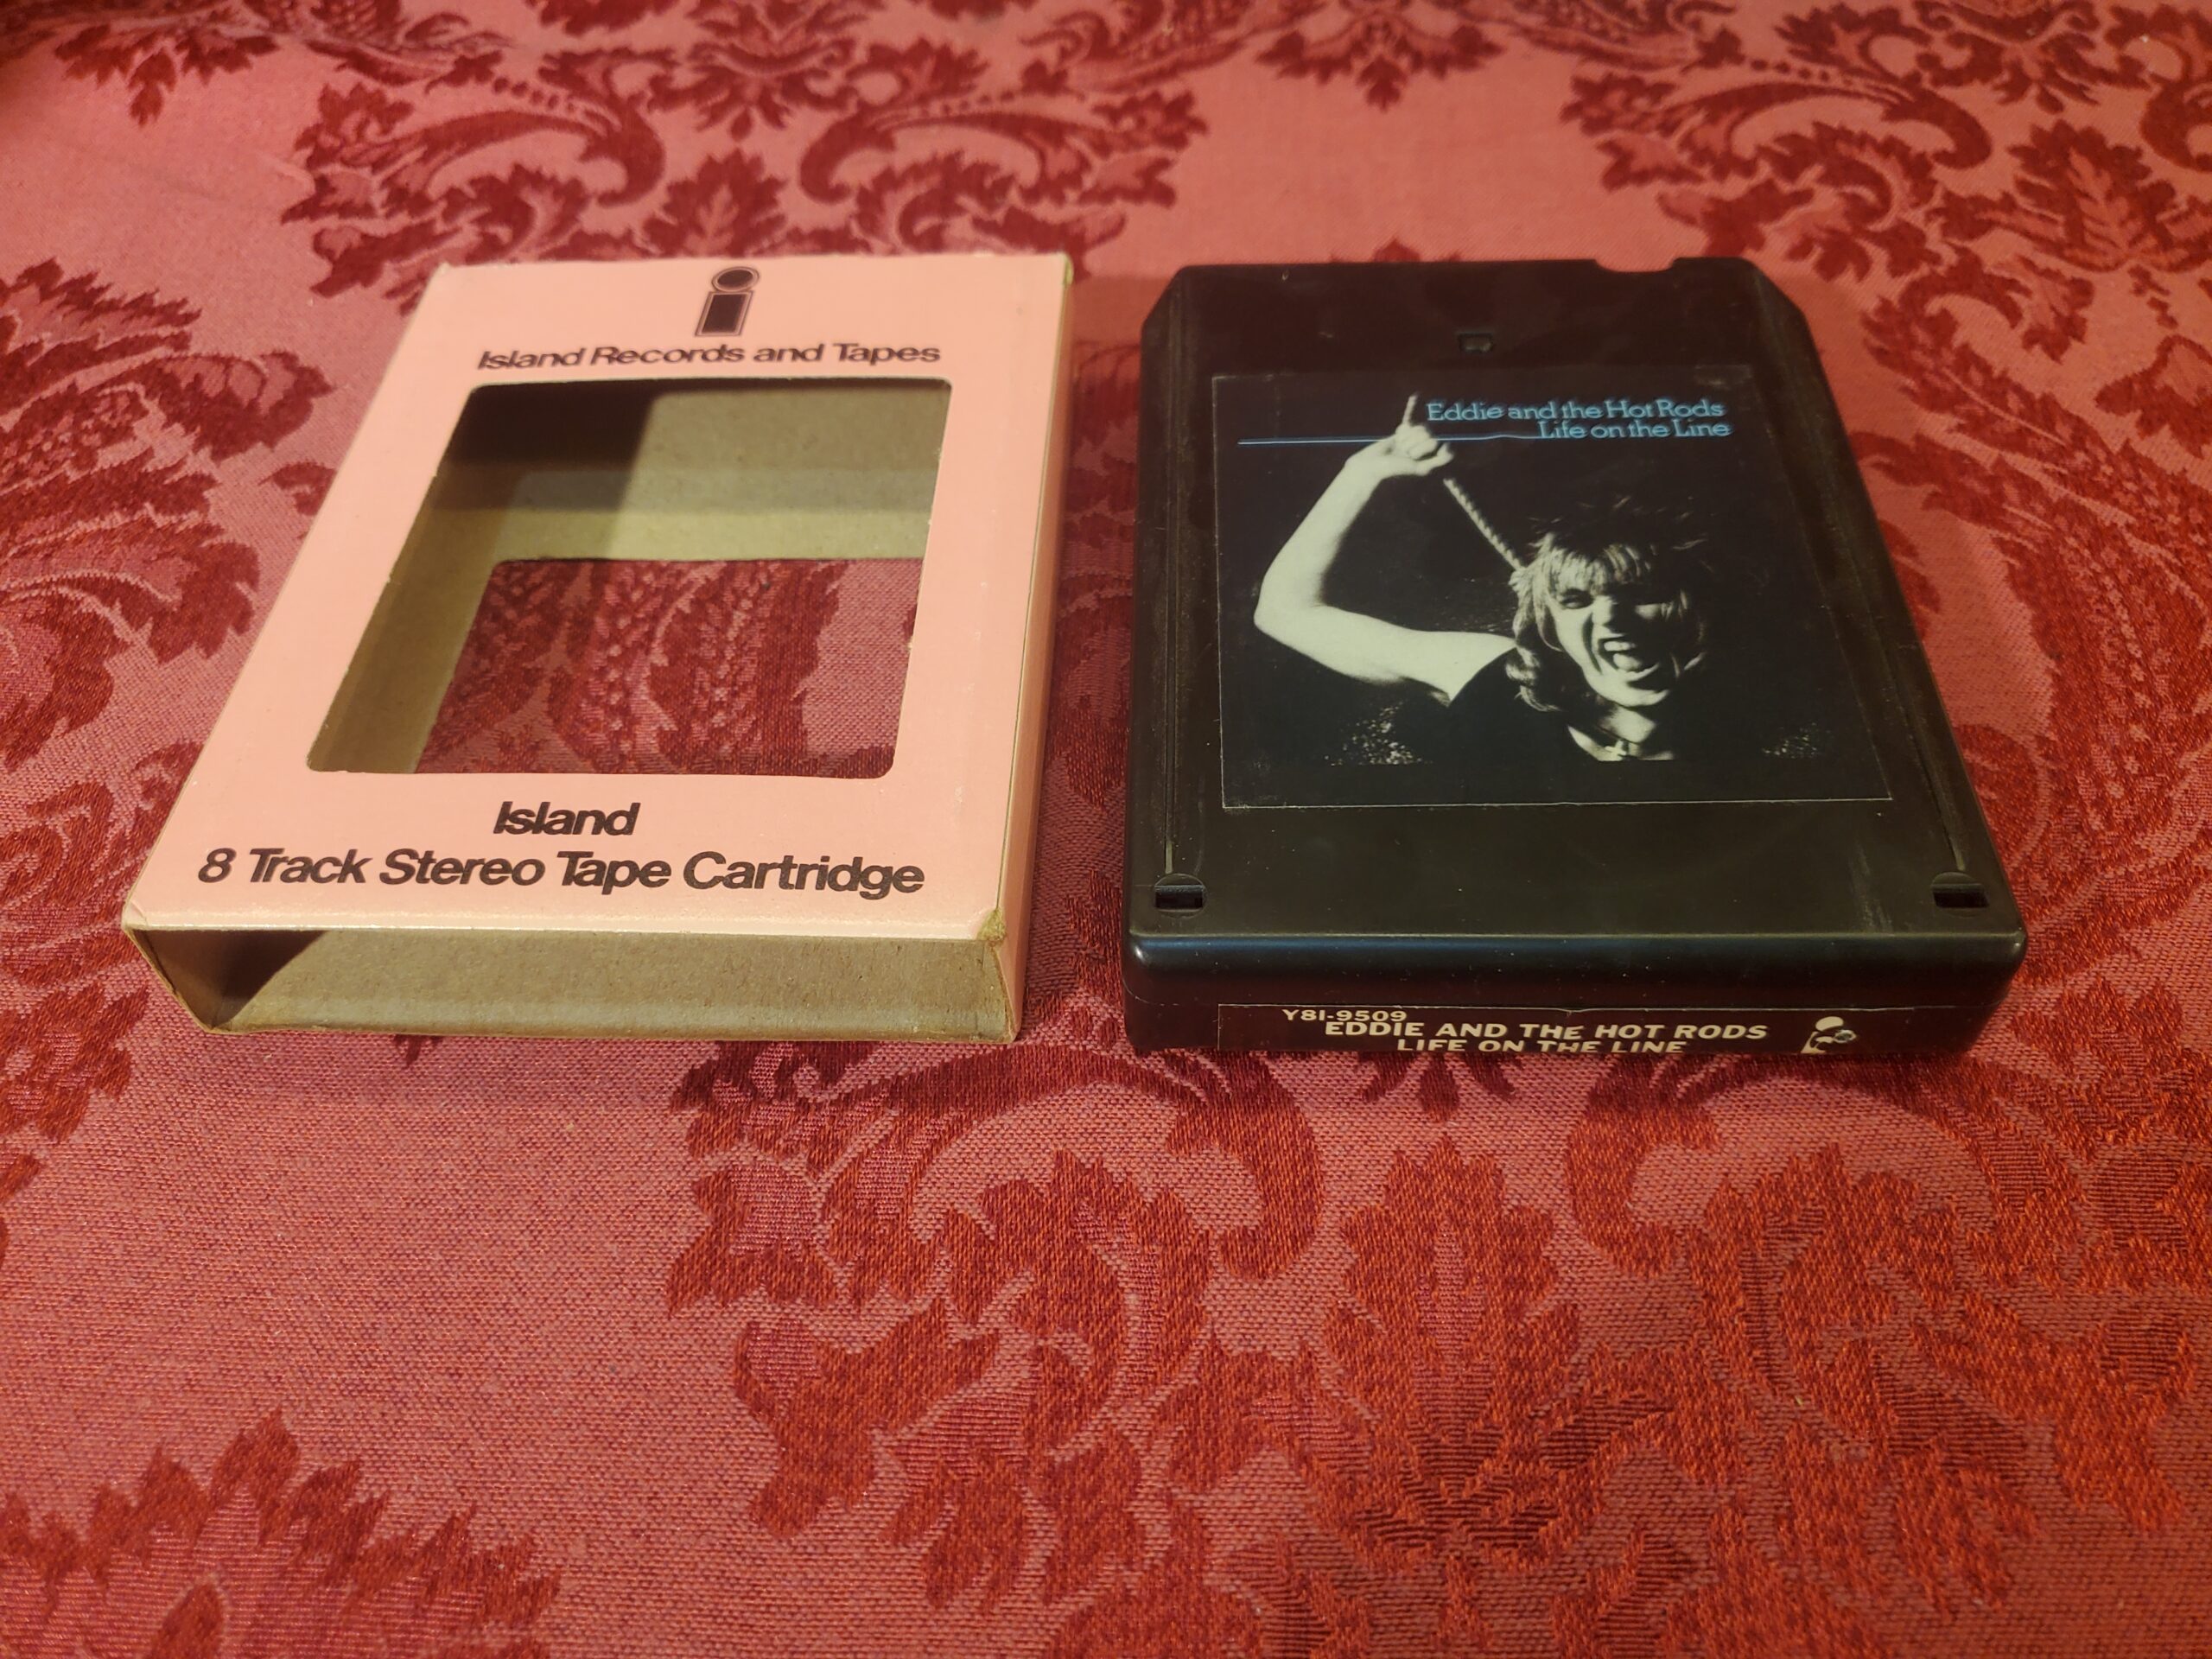 Island Records and Tapes
Island
8 Track Stereo Tape Cartridge
Eddie and the Hot Rods
Life on the Line
Y8I-9509
EDDIE AND THE HOT RODS
LIFE ON THE LINE